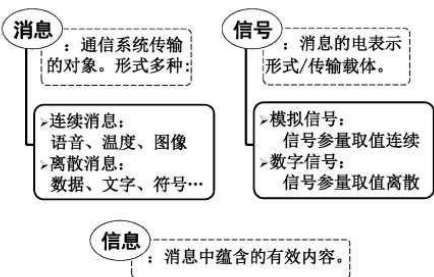 消息
：通信系统传输
的对象。形式多种:
➢连续消息：
语音、温度、图像
➢离散消息：
数据、文字、符号…
信号
：消息的电表示
形式/传输载体。
➢模拟信号：
信号参量取值连续
➢数字信号：
信号参量取值离散
信息
：消息中蕴含的有效内容。